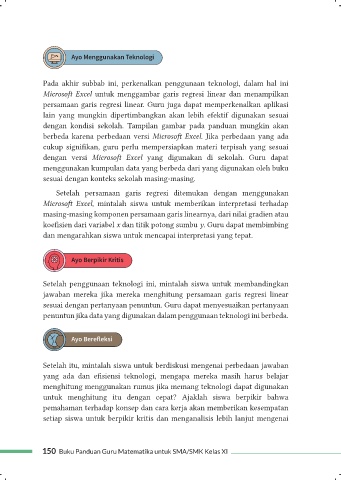 Ayo Menggunakan Teknologi
Pada akhir subbab ini, perkenalkan penggunaan teknologi, dalam hal ini
Microsoft Excel untuk menggambar garis regresi linear dan menampilkan
persamaan garis regresi linear. Guru juga dapat memperkenalkan aplikasi
lain yang mungkin dipertimbangkan akan lebih efektif digunakan sesuai
dengan kondisi sekolah. Tampilan gambar pada panduan mungkin akan
berbeda karena perbedaan versi Microsoft Excel. Jika perbedaan yang ada
cukup signifikan, guru perlu mempersiapkan materi terpisah yang sesuai
dengan versi Microsoft Excel yang digunakan di sekolah. Guru dapat
menggunakan kumpulan data yang berbeda dari yang digunakan oleh buku
sesuai dengan konteks sekolah masing-masing.
Setelah persamaan garis regresi ditemukan dengan menggunakan
Microsoft Excel, mintalah siswa untuk memberikan interpretasi terhadap
masing-masing komponen persamaan garis linearnya, dari nilai gradien atau
koefisien dari variabel x dan titik potong sumbu y. Guru dapat membimbing
dan mengarahkan siswa untuk mencapai interpretasi yang tepat.
Ayo Berpikir Kritis
Setelah penggunaan teknologi ini, mintalah siswa untuk membandingkan
jawaban mereka jika mereka menghitung persamaan garis regresi linear
sesuai dengan pertanyaan penuntun. Guru dapat menyesuaikan pertanyaan
penuntun jika data yang digunakan dalam penggunaan teknologi ini berbeda.
Ayo Berefleksi
Setelah itu, mintalah siswa untuk berdiskusi mengenai perbedaan jawaban
yang ada dan efisiensi teknologi, mengapa mereka masih harus belajar
menghitung menggunakan rumus jika memang teknologi dapat digunakan
untuk menghitung itu dengan cepat? Ajaklah siswa berpikir bahwa
pemahaman terhadap konsep dan cara kerja akan memberikan kesempatan
setiap siswa untuk berpikir kritis dan menganalisis lebih lanjut mengenai
150 Buku Panduan Guru Matematika untuk SMA/SMK Kelas XI